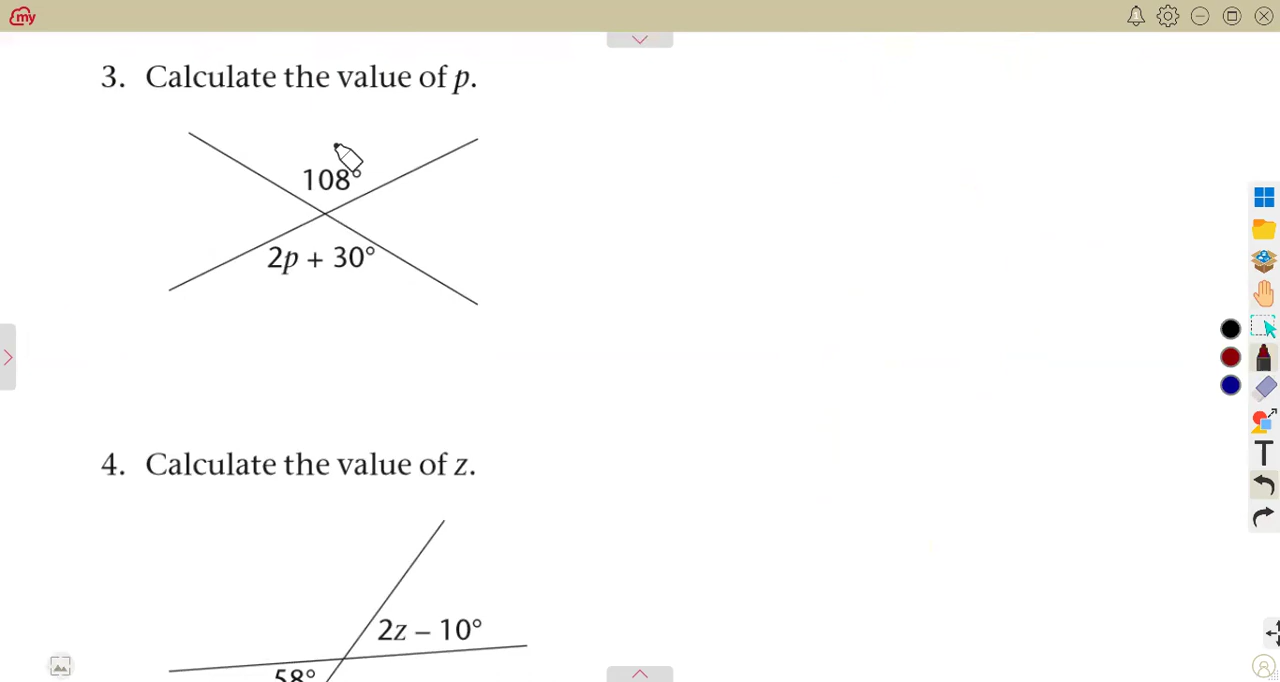 my
3. Calculate the value of p.
108°
2p + 30°
4. Calculate the value of z.
2z – 10°
58°
T